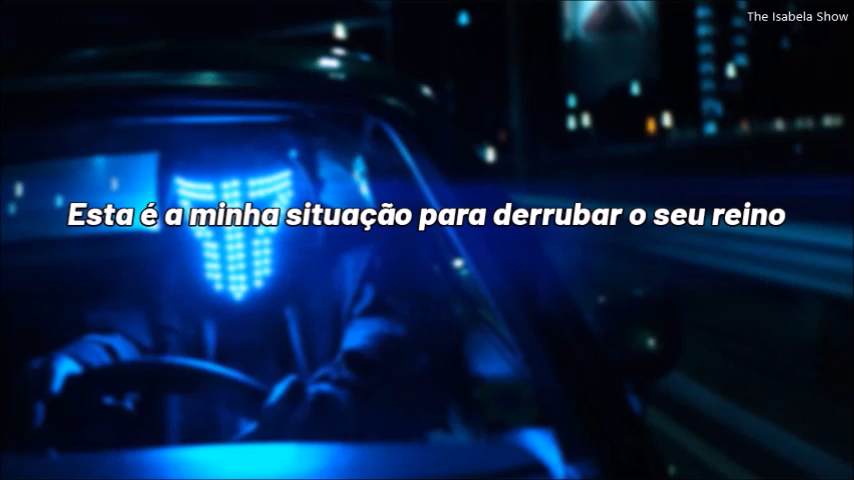 The Isabela Show
Esta é a minha situação para derrubar o seu reino